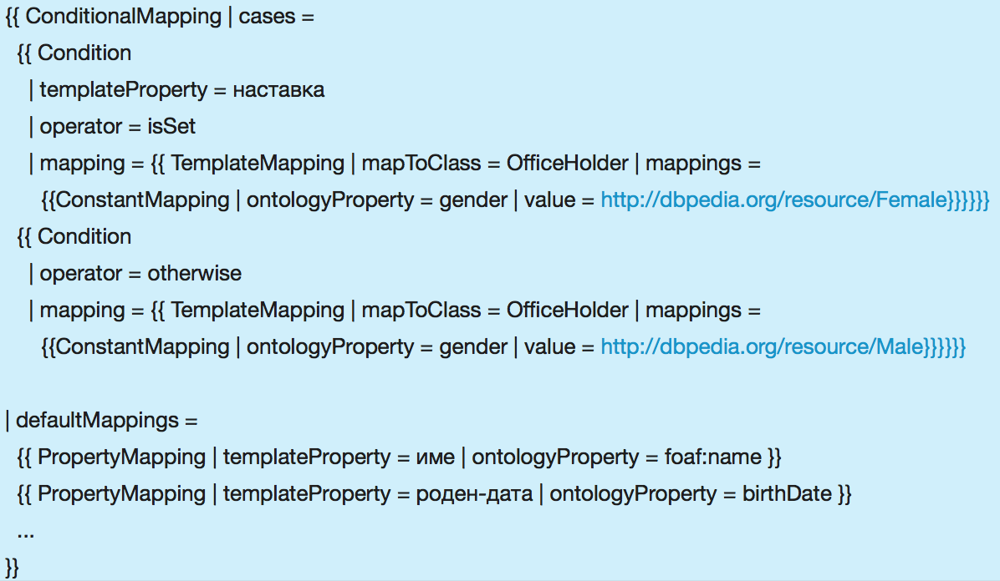 {{ ConditionalMapping | cases =
{{ Condition
| templateProperty = наставка
| operator = isSet
| mapping = {{ TemplateMapping | mapToClass = OfficeHolder | mappings =
{{ConstantMapping | ontologyProperty = gender | value = http://dbpedia.org/resource/Female}}}}}}
{{ Condition
| operator = otherwise
| mapping = {{ TemplateMapping | mapToClass = OfficeHolder | mappings =
{{ConstantMapping | ontologyProperty = gender | value = http://dbpedia.org/resource/Male}}}}}}
| defaultMappings =
{{ PropertyMapping | templateProperty = име | ontologyProperty = foaf:name }}
{{ PropertyMapping | templateProperty = роден-дата | ontologyProperty = birthDate }}
...
}}